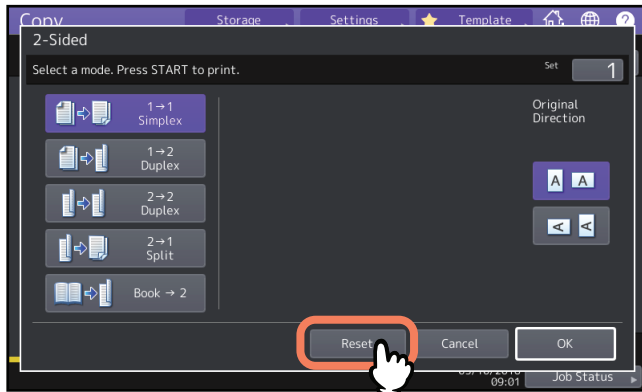 Copy
Storage
Settings
Template
?
2-Sided
Select a mode. Press START to print.
Set
1
1→1
Simplex
Original
Direction
1→2
Duplex
A A
2→2
Duplex
A A
2→1
Split
Book → 2
Reset
Cancel
OK
09:01
Job Status